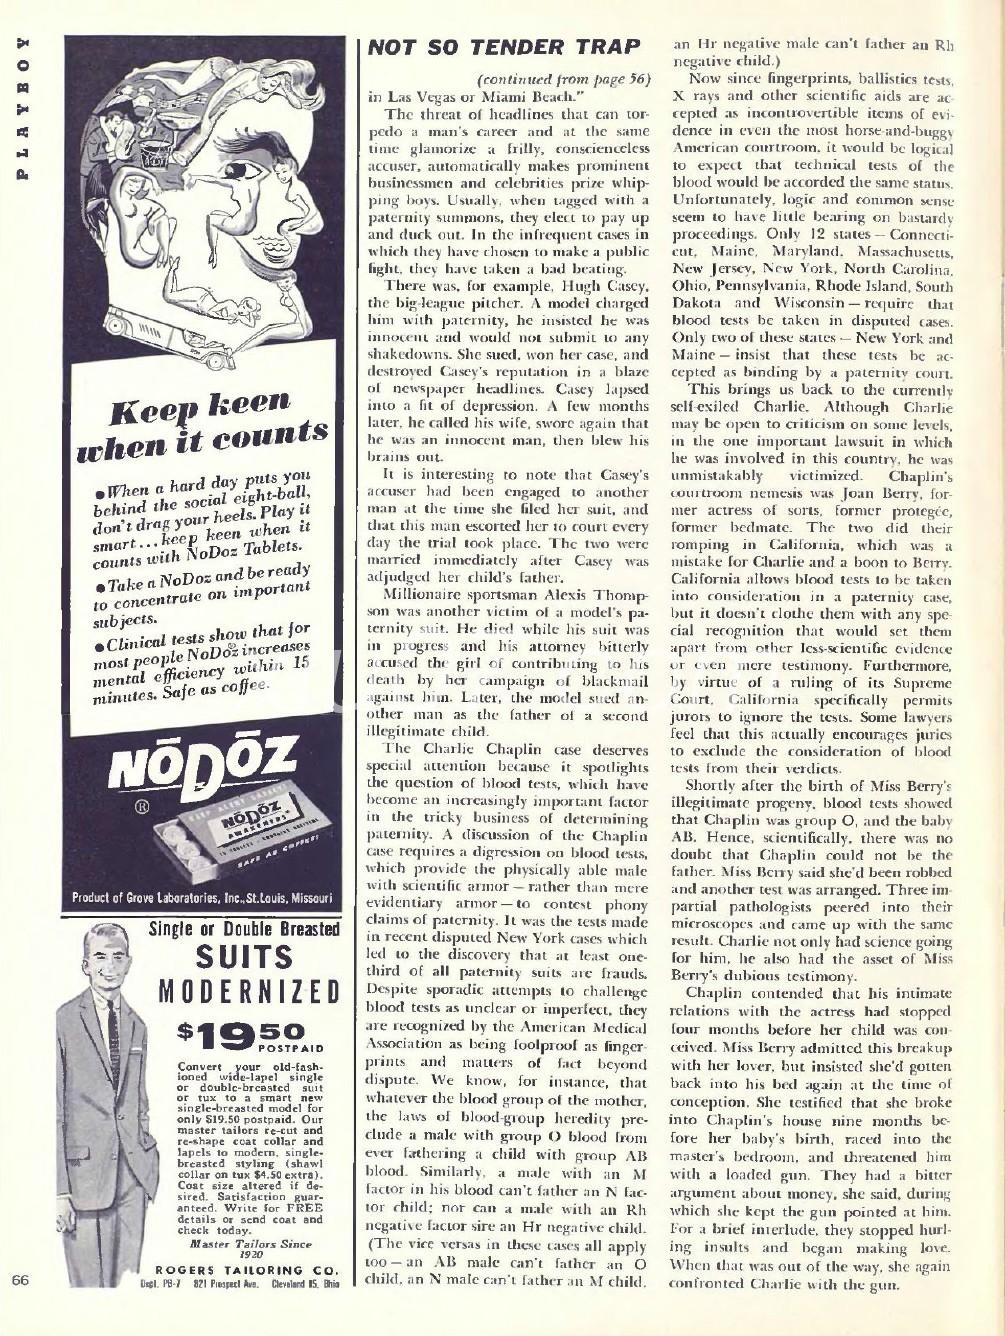 PLAYBOY
Keep keen
when it counts
● When a hard day puts you
behind the social eight-ball,
don't drag your heels. Play it
smart... keep keen when it
counts with NoDoz Tablets.
● Take a NoDoz and be ready
to concentrate on important
subjects.
● Clinical tests show that for
most people NoDoz® increases
mental efficiency within 15
minutes. Safe as coffee.
NŌDŌZ
®
NŌDŌZ
AWAKENERS
SAFE AS COFFEE
Product of Grove Laboratories, Inc., St. Louis, Missouri
Single or Double Breasted
SUITS
MODERNIZED
$19 50
POSTPAID
Convert your old-fash-
ioned wide-lapel single
or double-breasted suit
or tux to a smart new
single-breasted model for
only $19.50 postpaid. Our
master tailors re-cut and
re-shape coat collar and
lapels to modern, single-
breasted styling (shawl
collar on tux $4.50 extra).
Coat size altered if de-
sired. Satisfaction guar-
anteed. Write for FREE
details or send coat and
check today.
Master Tailors Since
1920
ROGERS TAILORING CO.
Dept. PB-7 821 Prospect Ave. Cleveland 15, Ohio
66
NOT SO TENDER TRAP
(continued from page 56)
in Las Vegas or Miami Beach."
The threat of headlines that can tor-
pedo a man's career and at the same
time glamorize a frilly, conscienceless
accuser, automatically makes prominent
businessmen and celebrities prize whip-
ping boys. Usually, when tagged with a
paternity summons, they elect to pay up
and duck out. In the infrequent cases in
which they have chosen to make a public
fight, they have taken a bad beating.
There was, for example, Hugh Casey,
the big-league pitcher. A model charged
him with paternity, he insisted he was
innocent and would not submit to any
shakedowns. She sued, won her case, and
destroyed Casey's reputation in a blaze
of newspaper headlines. Casey lapsed
into a fit of depression. A few months
later, he called his wife, swore again that
he was an innocent man, then blew his
brains out.
It is interesting to note that Casey's
accuser had been engaged to another
man at the time she filed her suit, and
that this man escorted her to court every
day the trial took place. The two were
married immediately after Casey was
adjudged her child's father.
Millionaire sportsman Alexis Thomp-
son was another victim of a model's pa-
ternity suit. He died while his suit was
in progress and his attorney bitterly
accused the girl of contributing to his
death by her campaign of blackmail
against him. Later, the model sued an-
other man as the father of a second
illegitimate child.
The Charlie Chaplin case deserves
special attention because it spotlights
the question of blood tests, which have
become an increasingly important factor
in the tricky business of determining
paternity. A discussion of the Chaplin
case requires a digression on blood tests,
which provide the physically able male
with scientific armor — rather than mere
evidentiary armor — to contest phony
claims of paternity. It was the tests made
in recent disputed New York cases which
led to the discovery that at least one-
third of all paternity suits are frauds.
Despite sporadic attempts to challenge
blood tests as unclear or imperfect, they
are recognized by the American Medical
Association as being foolproof as finger-
prints and matters of fact beyond
dispute. We know, for instance, that
whatever the blood group of the mother,
the laws of blood-group heredity pre-
clude a male with group O blood from
ever fathering a child with group AB
blood. Similarly, a male with an M
factor in his blood can't father an N fac-
tor child; nor can a male with an Rh
negative factor sire an Hr negative child.
(The vice versas in these cases all apply
too — an AB male can't father an O
child, an N male can't father an M child,
an Hr negative male can't father an Rh
negative child.)
Now since fingerprints, ballistics tests,
X rays and other scientific aids are ac-
cepted as incontrovertible items of evi-
dence in even the most horse-and-buggy
American courtroom, it would be logical
to expect that technical tests of the
blood would be accorded the same status.
Unfortunately, logic and common sense
seem to have little bearing on bastardy
proceedings. Only 12 states — Connecti-
cut, Maine, Maryland, Massachusetts,
New Jersey, New York, North Carolina,
Ohio, Pennsylvania, Rhode Island, South
Dakota and Wisconsin — require that
blood tests be taken in disputed cases.
Only two of these states — New York and
Maine — insist that these tests be ac-
cepted as binding by a paternity court.
This brings us back to the currently
self-exiled Charlie. Although Charlie
may be open to criticism on some levels,
in the one important lawsuit in which
he was involved in this country, he was
unmistakably victimized. Chaplin's
courtroom nemesis was Joan Berry, for-
mer actress of sorts, former protegée,
former bedmate. The two did their
romping in California, which was a
mistake for Charlie and a boon to Berry.
California allows blood tests to be taken
into consideration in a paternity case,
but it doesn't clothe them with any spe-
cial recognition that would set them
apart from other less-scientific evidence
or even mere testimony. Furthermore,
by virtue of a ruling of its Supreme
Court, California specifically permits
jurors to ignore the tests. Some lawyers
feel that this actually encourages juries
to exclude the consideration of blood
tests from their verdicts.
Shortly after the birth of Miss Berry's
illegitimate progeny, blood tests showed
that Chaplin was group O, and the baby
AB. Hence, scientifically, there was no
doubt that Chaplin could not be the
father. Miss Berry said she'd been robbed
and another test was arranged. Three im-
partial pathologists peered into their
microscopes and came up with the same
result. Charlie not only had science going
for him, he also had the asset of Miss
Berry's dubious testimony.
Chaplin contended that his intimate
relations with the actress had stopped
four months before her child was con-
ceived. Miss Berry admitted this breakup
with her lover, but insisted she'd gotten
back into his bed again at the time of
conception. She testified that she broke
into Chaplin's house nine months be-
fore her baby's birth, raced into the
master's bedroom, and threatened him
with a loaded gun. They had a bitter
argument about money, she said, during
which she kept the gun pointed at him.
For a brief interlude, they stopped hurl-
ing insults and began making love.
When that was out of the way, she again
confronted Charlie with the gun.